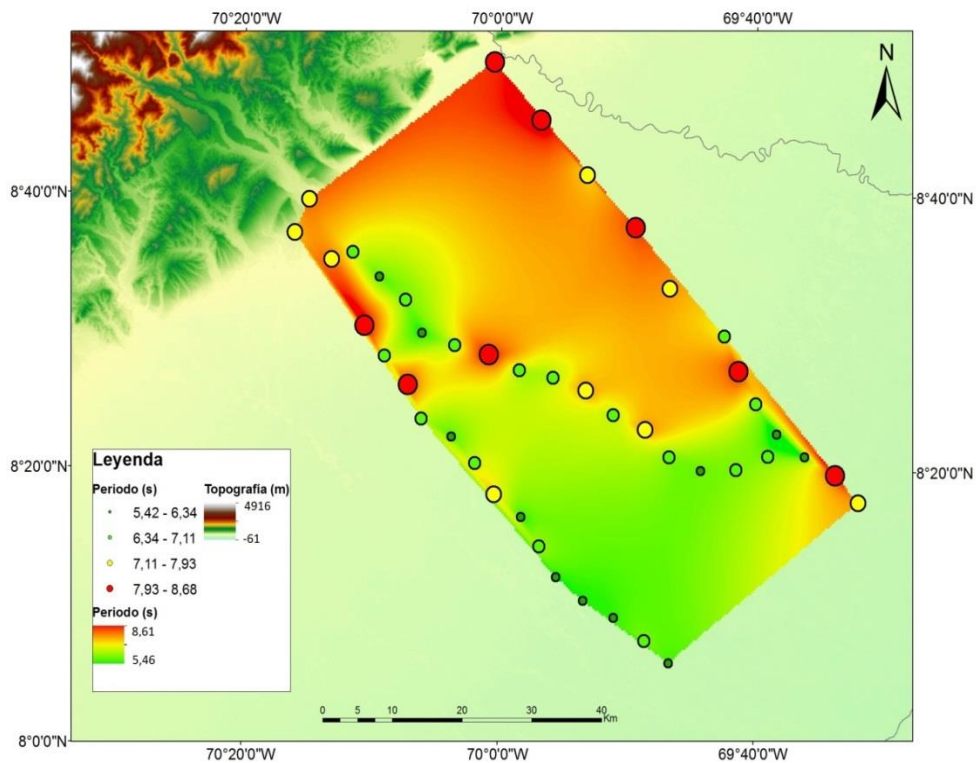 70°20'0"W 70°0'0"W 69°40'0"W
N
8°40'0"N 8°40'0"N
8°20'0"N 8°20'0"N
Leyenda
Periodo (s) Topografía (m)
5,42 - 6,34 4916
6,34 - 7,11 -61
7,11 - 7,93
7,93 - 8,68
Periodo (s)
8,61
5,46
0 5 10 20 30 40
Km
8°0'0"N 8°0'0"N
70°20'0"W 70°0'0"W 69°40'0"W